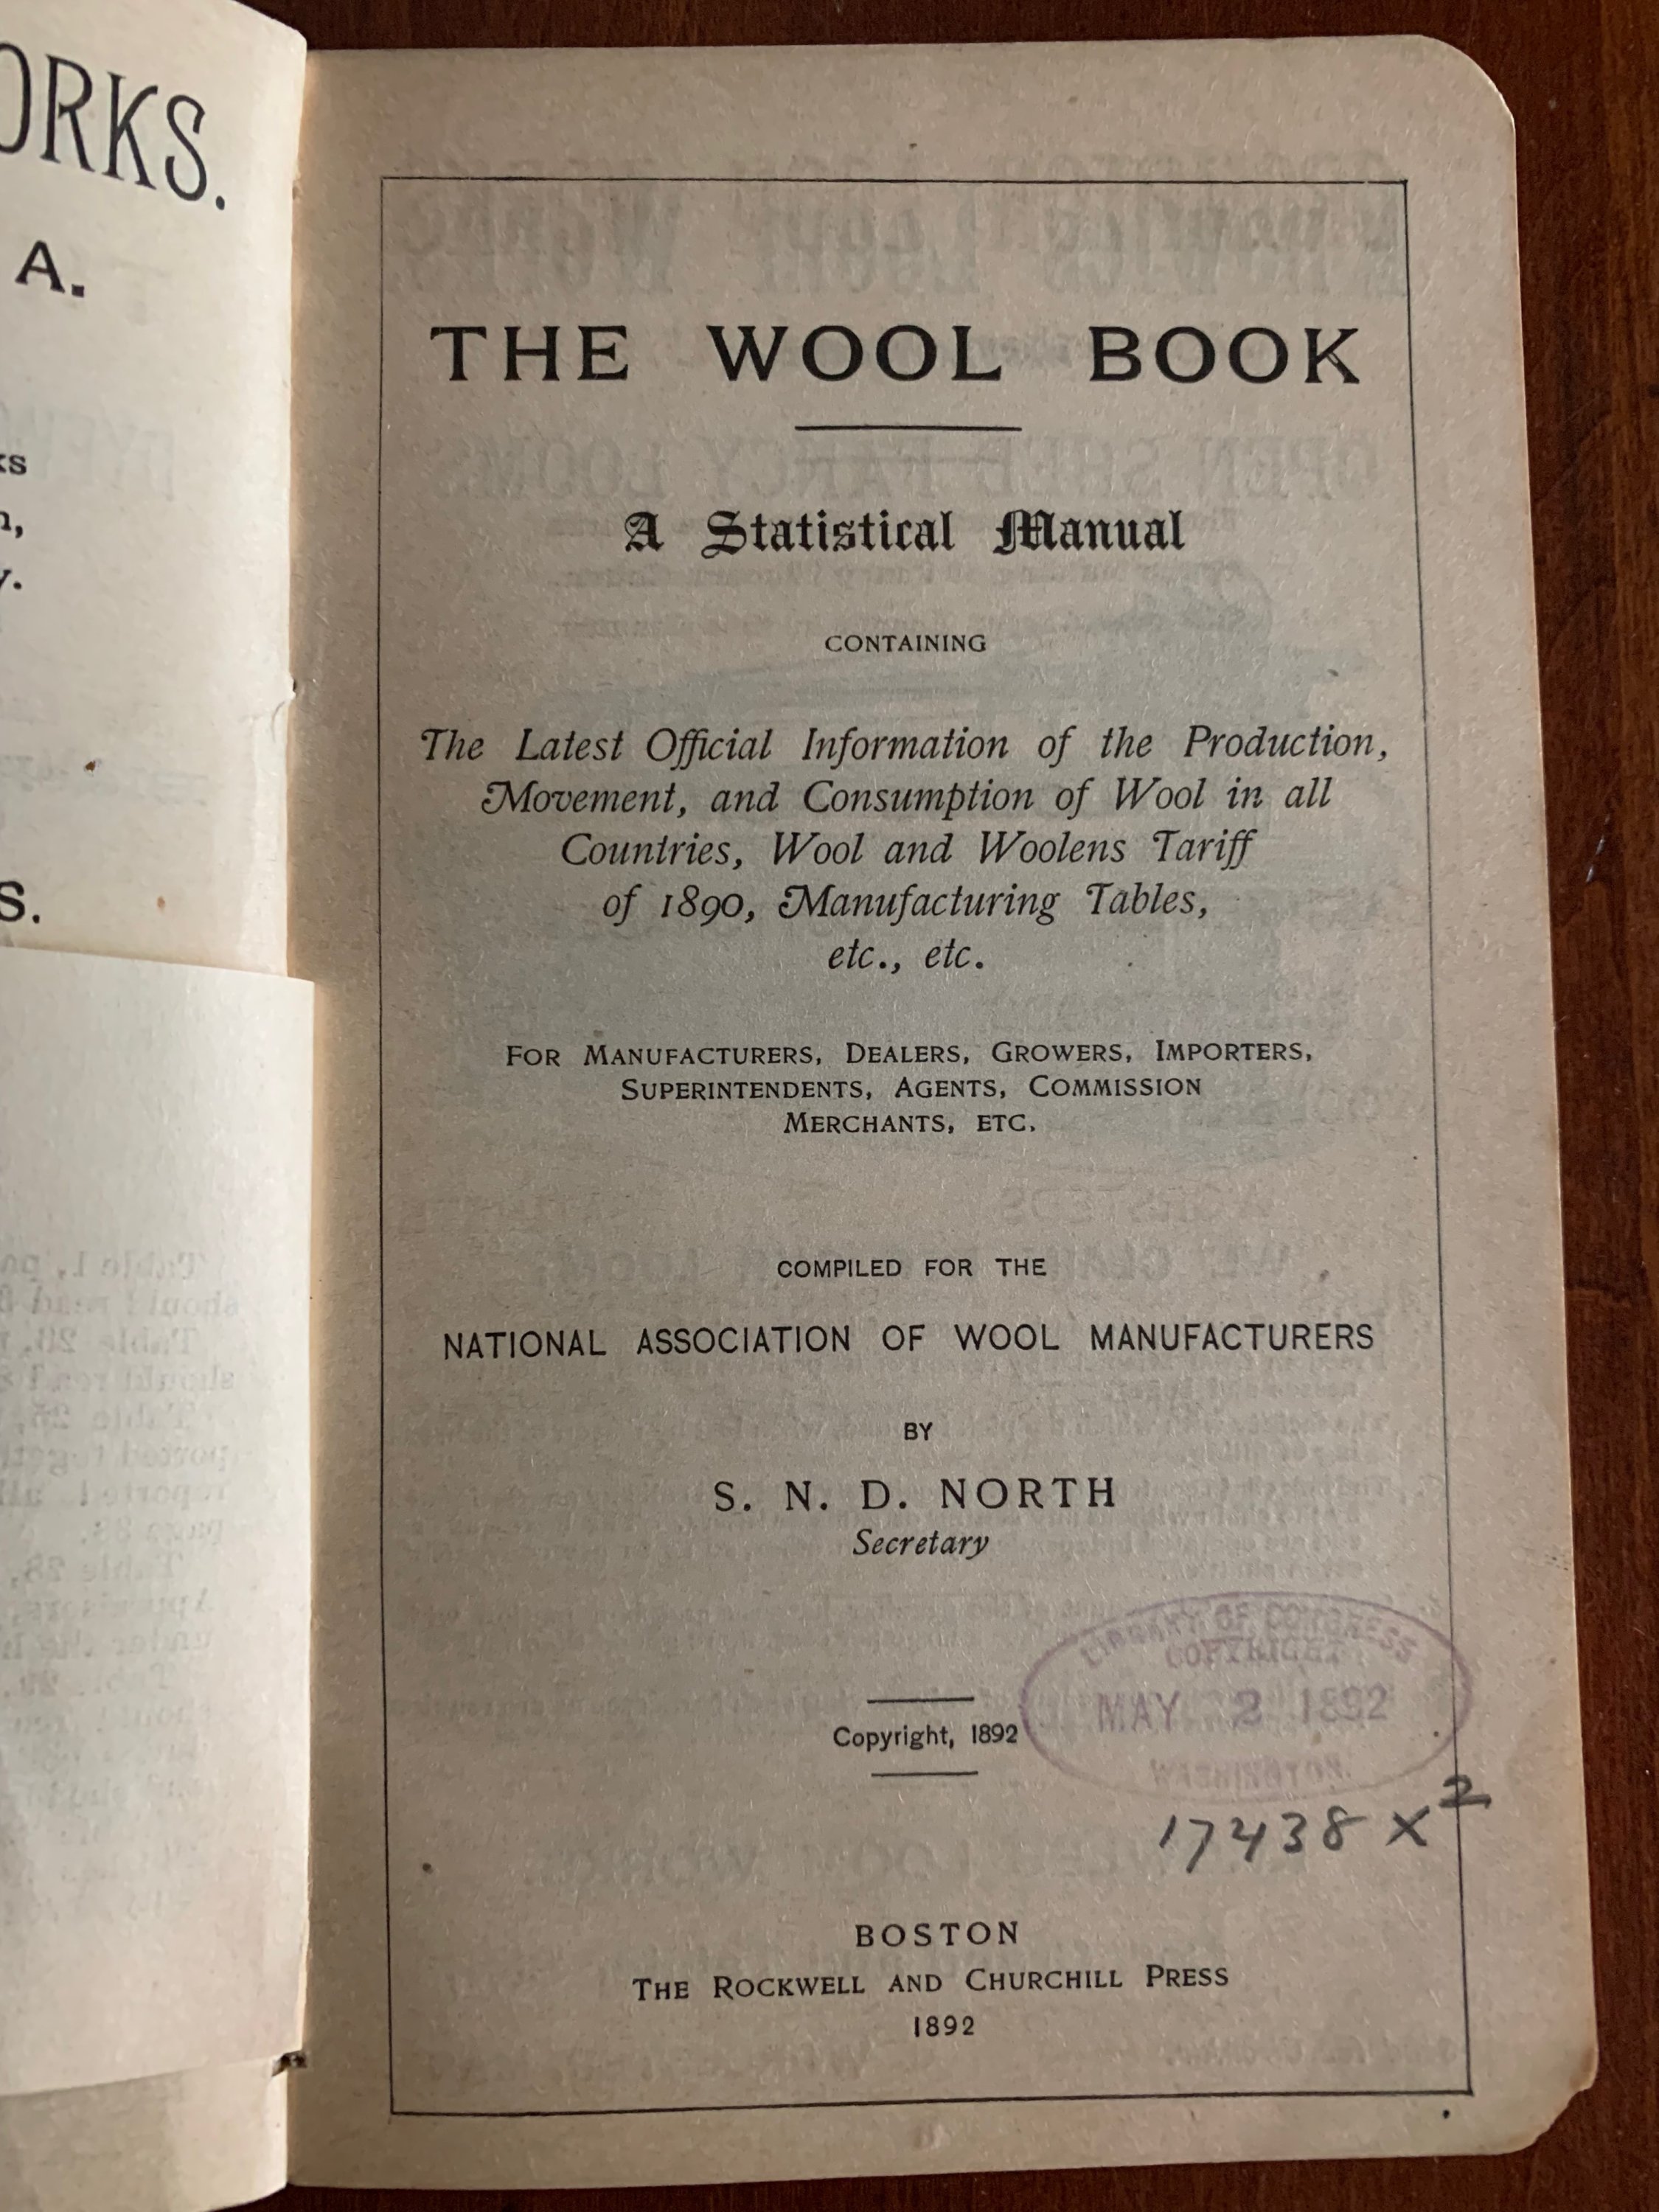 ORKS.
A.
S.
THE WOOL BOOK
A Statistical Manual
CONTAINING
The Latest Official Information of the Production,
Movement, and Consumption of Wool in all
Countries, Wool and Woolens Tariff
of 1890, Manufacturing Tables,
etc., etc.
FOR MANUFACTURERS, DEALERS, GROWERS, IMPORTERS,
SUPERINTENDENTS, AGENTS, COMMISSION
MERCHANTS, ETC.
COMPILED FOR THE
NATIONAL ASSOCIATION OF WOOL MANUFACTURERS
BY
S. N. D. NORTH
Secretary
LIBRARY OF CONGRESS
COPYRIGHT
MAY 2 1892
WASHINGTON.
Copyright, 1892
17438 x²
BOSTON
THE ROCKWELL AND CHURCHILL PRESS
1892